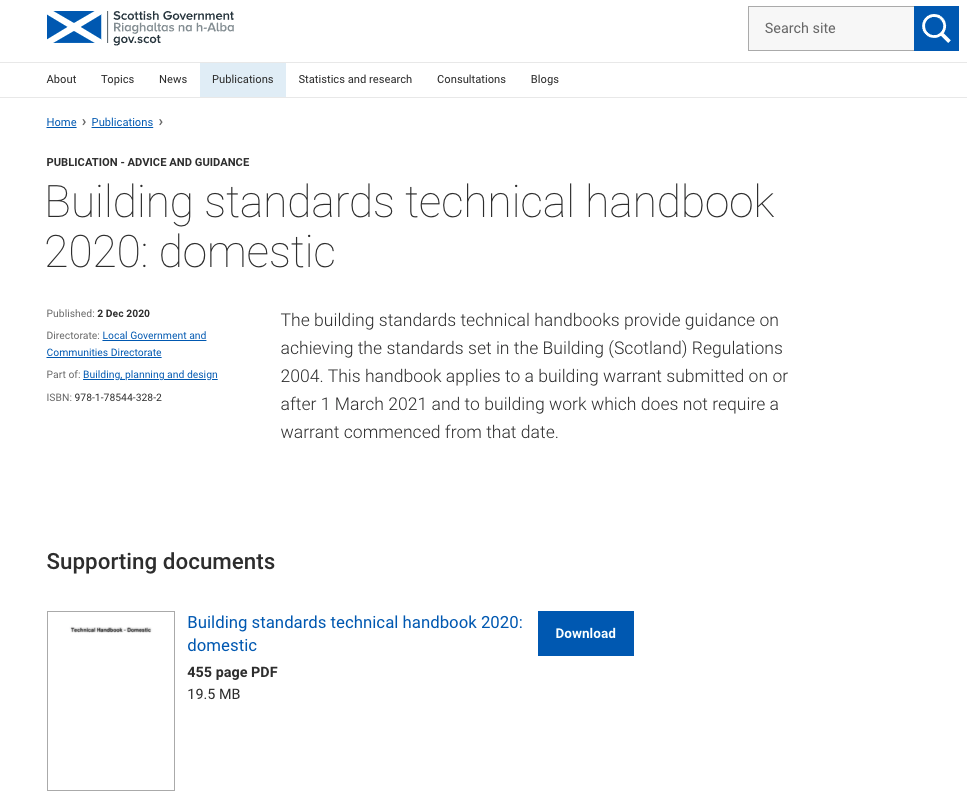 Scottish Government
Riaghaltas na h-Alba
gov.scot
Search site
About Topics News Publications Statistics and research Consultations Blogs
Home › Publications ›
PUBLICATION - ADVICE AND GUIDANCE
Building standards technical handbook
2020: domestic
Published: 2 Dec 2020
Directorate: Local Government and
Communities Directorate
Part of: Building, planning and design
ISBN: 978-1-78544-328-2
The building standards technical handbooks provide guidance on
achieving the standards set in the Building (Scotland) Regulations
2004. This handbook applies to a building warrant submitted on or
after 1 March 2021 and to building work which does not require a
warrant commenced from that date.
Supporting documents
Technical Handbook - Domestic
Building standards technical handbook 2020:
domestic
455 page PDF
19.5 MB
Download